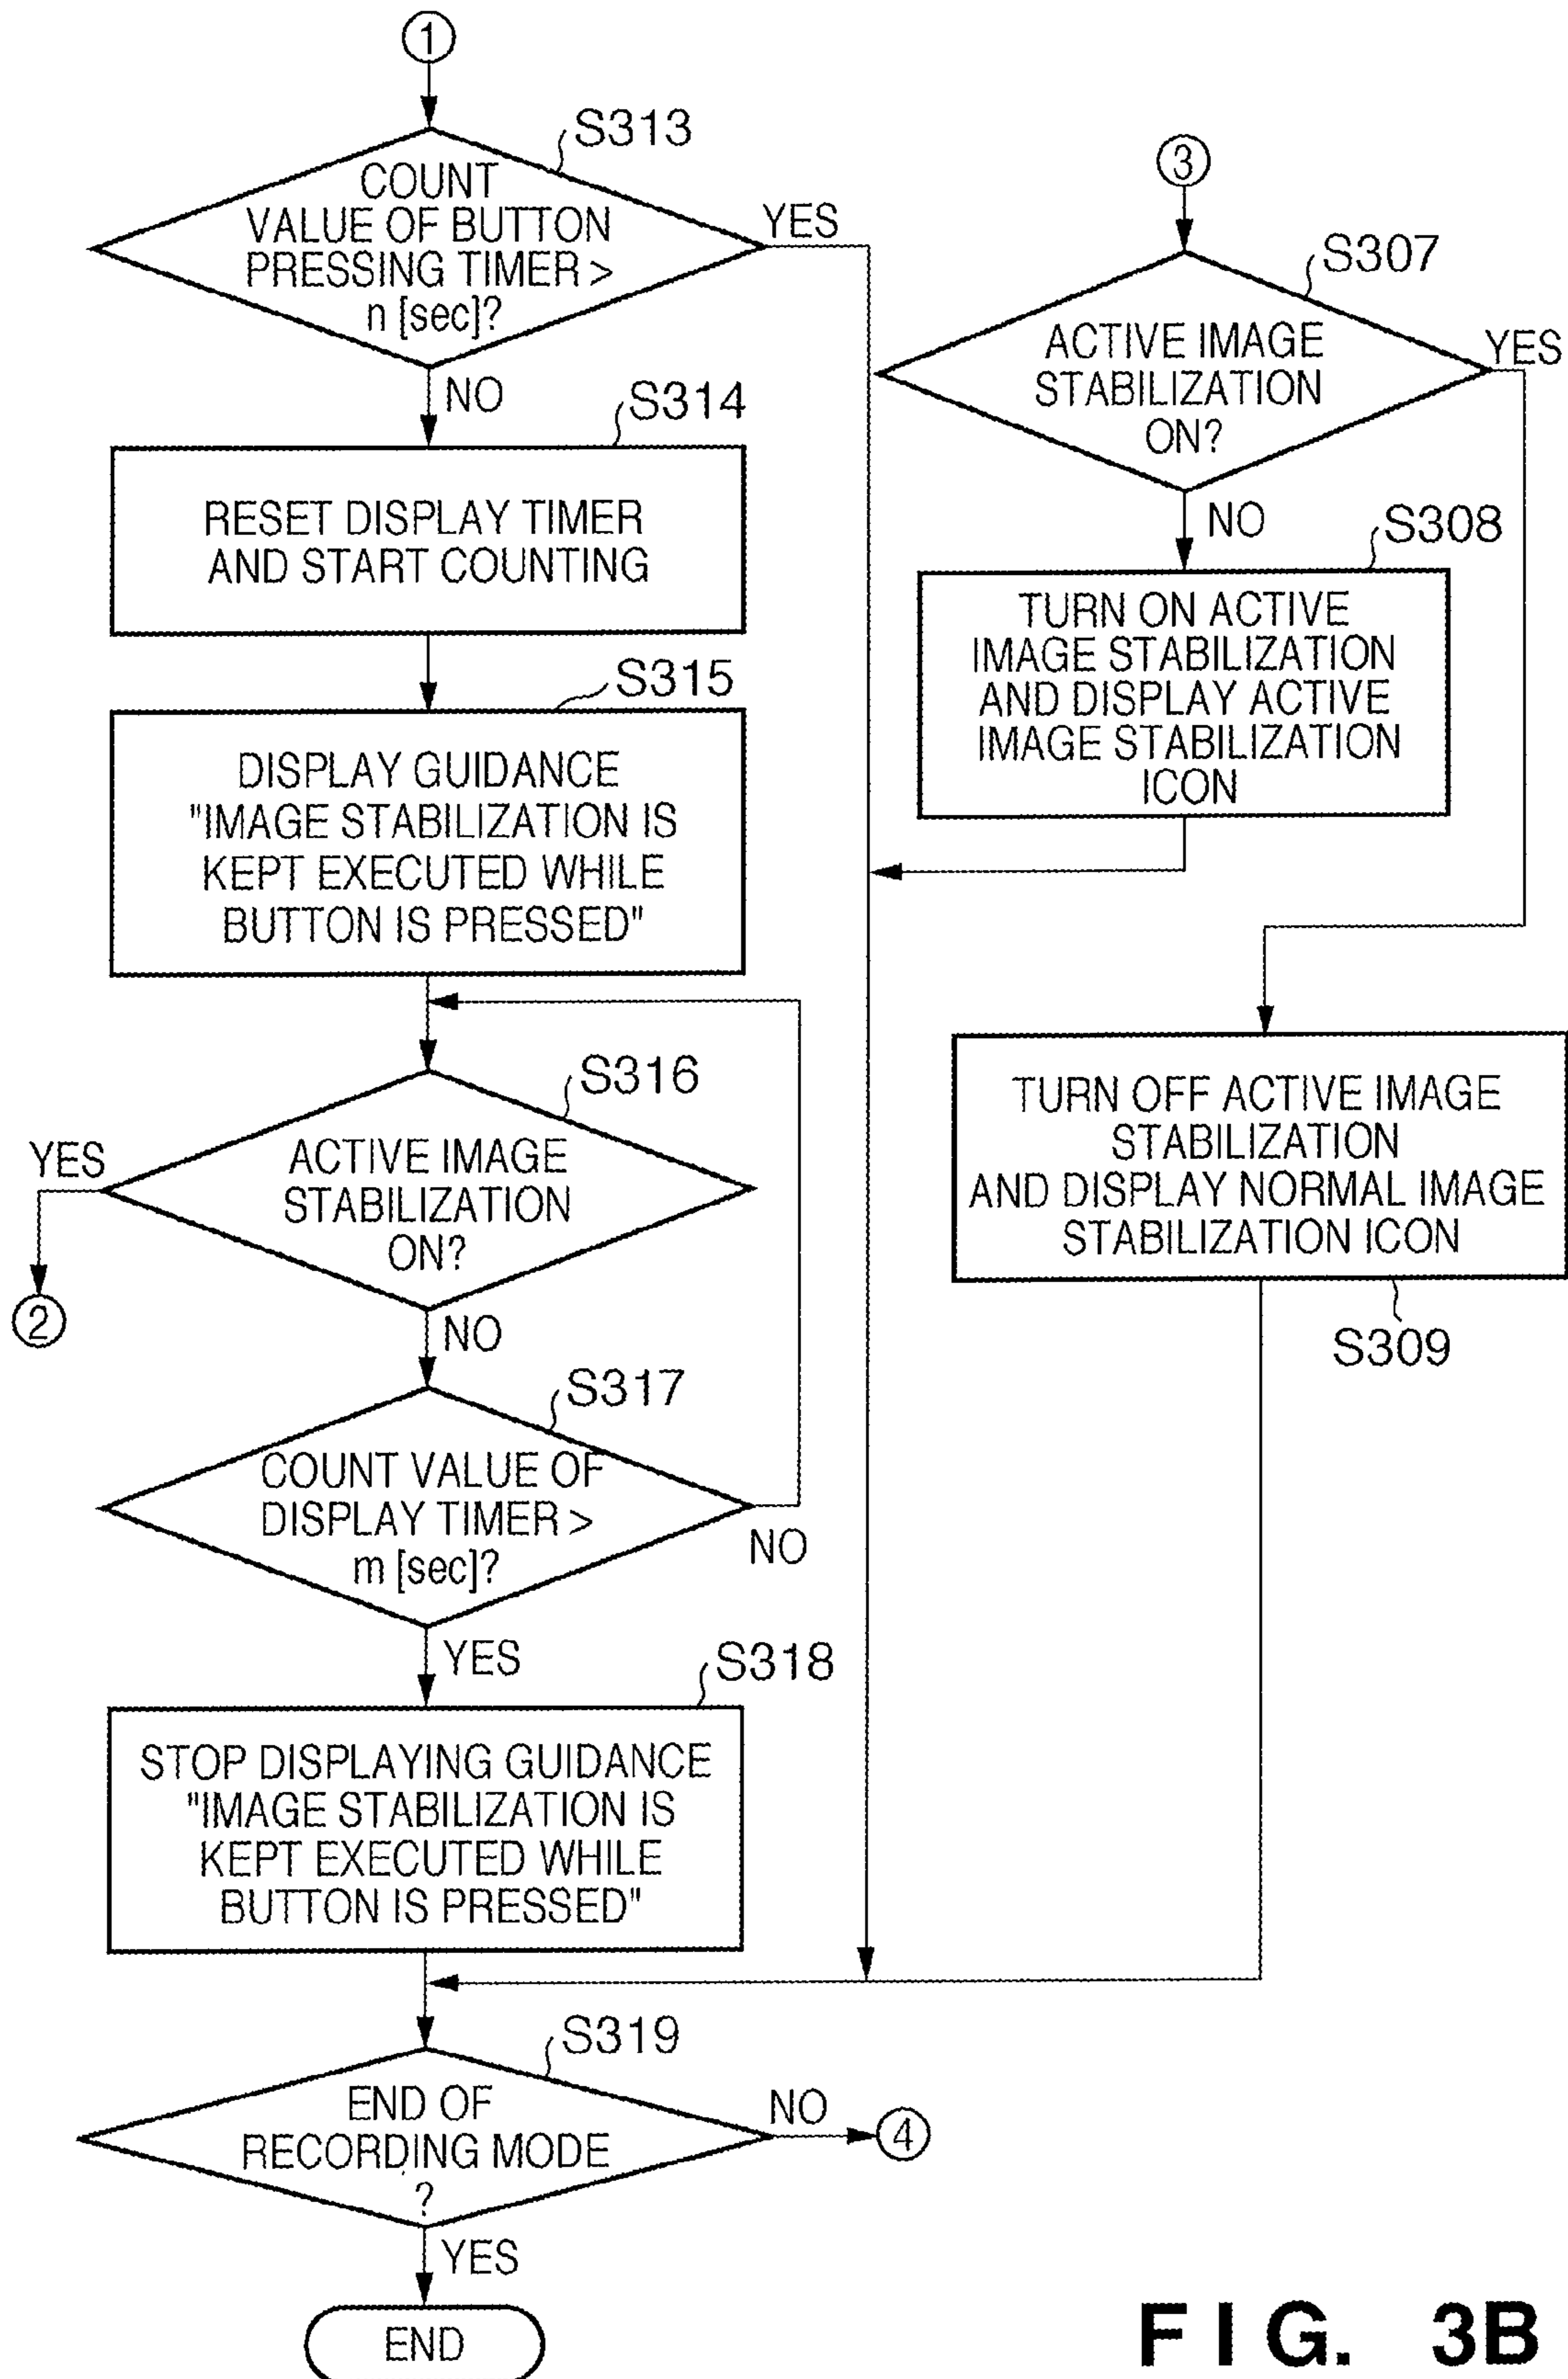 1
S313
COUNT
VALUE OF BUTTON
PRESSING TIMER >
n [sec]?
YES
NO
S314
RESET DISPLAY TIMER
AND START COUNTING
S315
DISPLAY GUIDANCE
"IMAGE STABILIZATION IS
KEPT EXECUTED WHILE
BUTTON IS PRESSED"
S316
ACTIVE IMAGE
STABILIZATION
ON?
YES
2
NO
S317
COUNT VALUE OF
DISPLAY TIMER >
m [sec]?
NO
YES
S318
STOP DISPLAYING GUIDANCE
"IMAGE STABILIZATION IS
KEPT EXECUTED WHILE
BUTTON IS PRESSED"
S319
END OF
RECORDING MODE
?
NO
4
YES
END
3
S307
ACTIVE IMAGE
STABILIZATION
ON?
YES
NO
S308
TURN ON ACTIVE
IMAGE STABILIZATION
AND DISPLAY ACTIVE
IMAGE STABILIZATION
ICON
TURN OFF ACTIVE IMAGE
STABILIZATION
AND DISPLAY NORMAL IMAGE
STABILIZATION ICON
S309
FIG. 3B